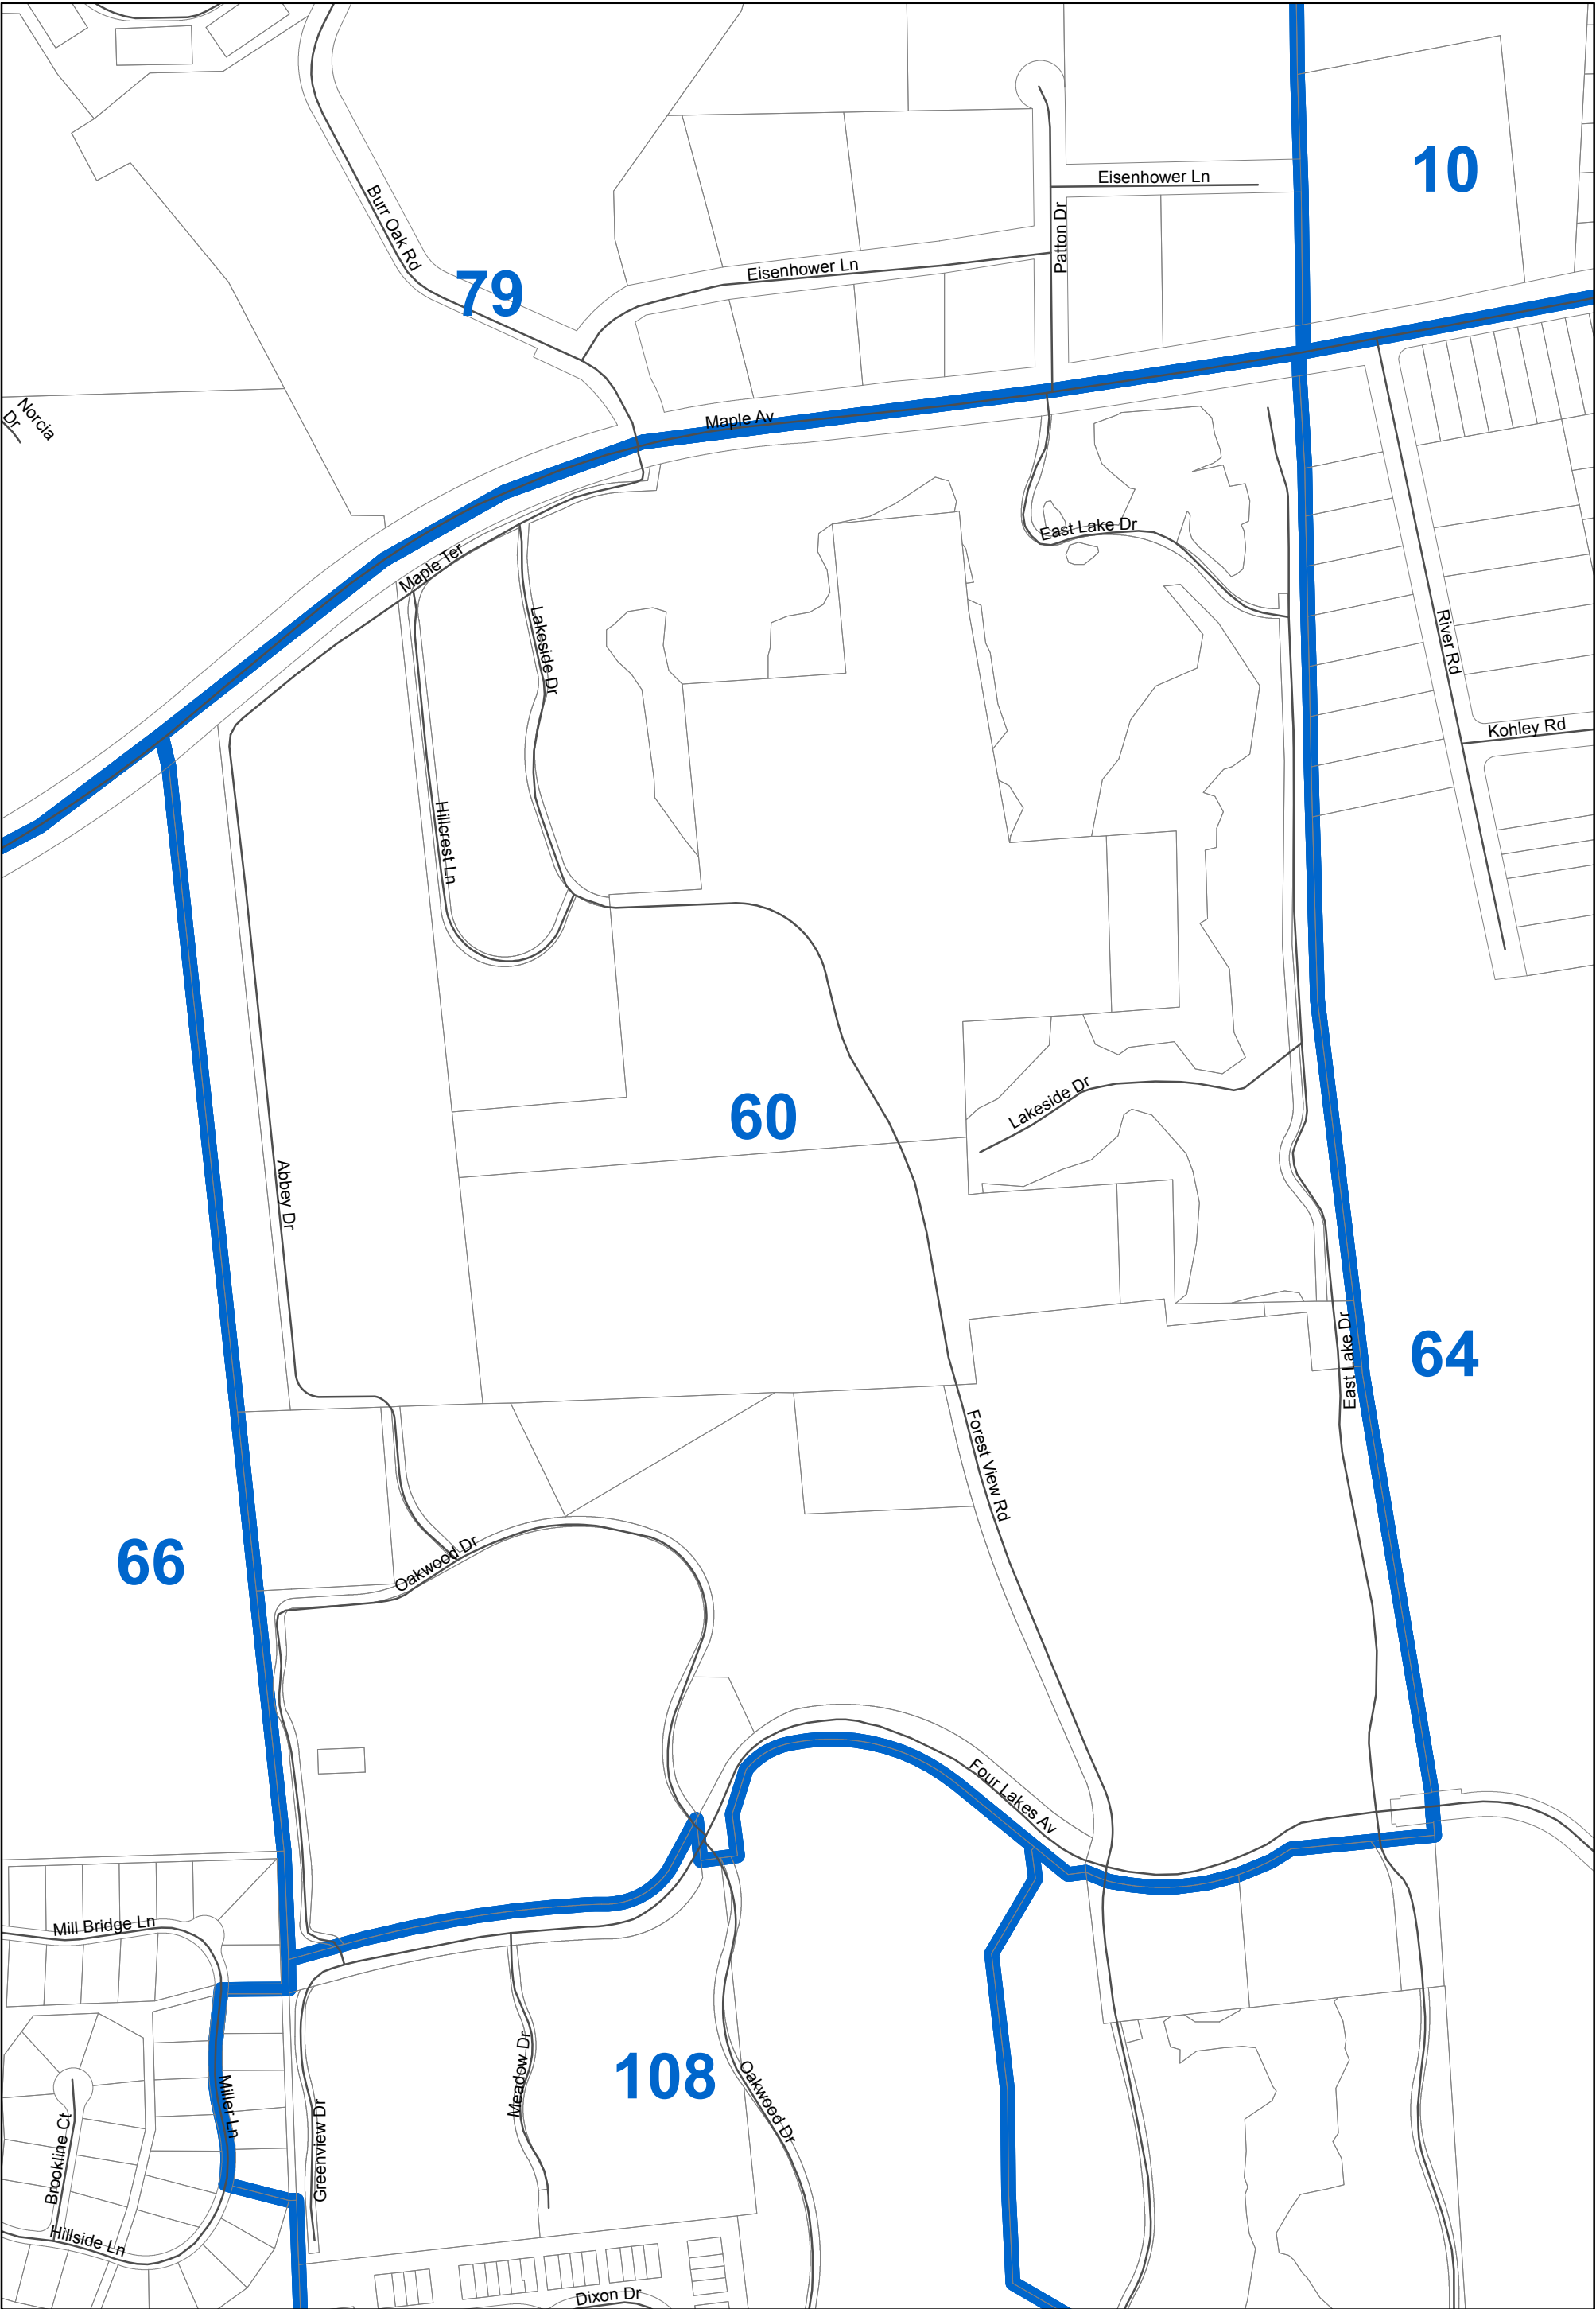 10
Eisenhower Ln
Burr Oak Rd
Patton Dr
Eisenhower Ln
79
Norcia
Dr
Maple Av
East Lake Dr
Maple Ter
Lakeside Dr
River Rd
Kohley Rd
Hillcrest Ln
60
Lakeside Dr
Abbey Dr
64
East Lake Dr
Forest View Rd
66
Oakwood Dr
Four Lakes Av
Mill Bridge Ln
Meadow Dr
108
Oakwood Dr
Miller Ln
Greenview Dr
Brookline Ct
Hillside Ln
Dixon Dr